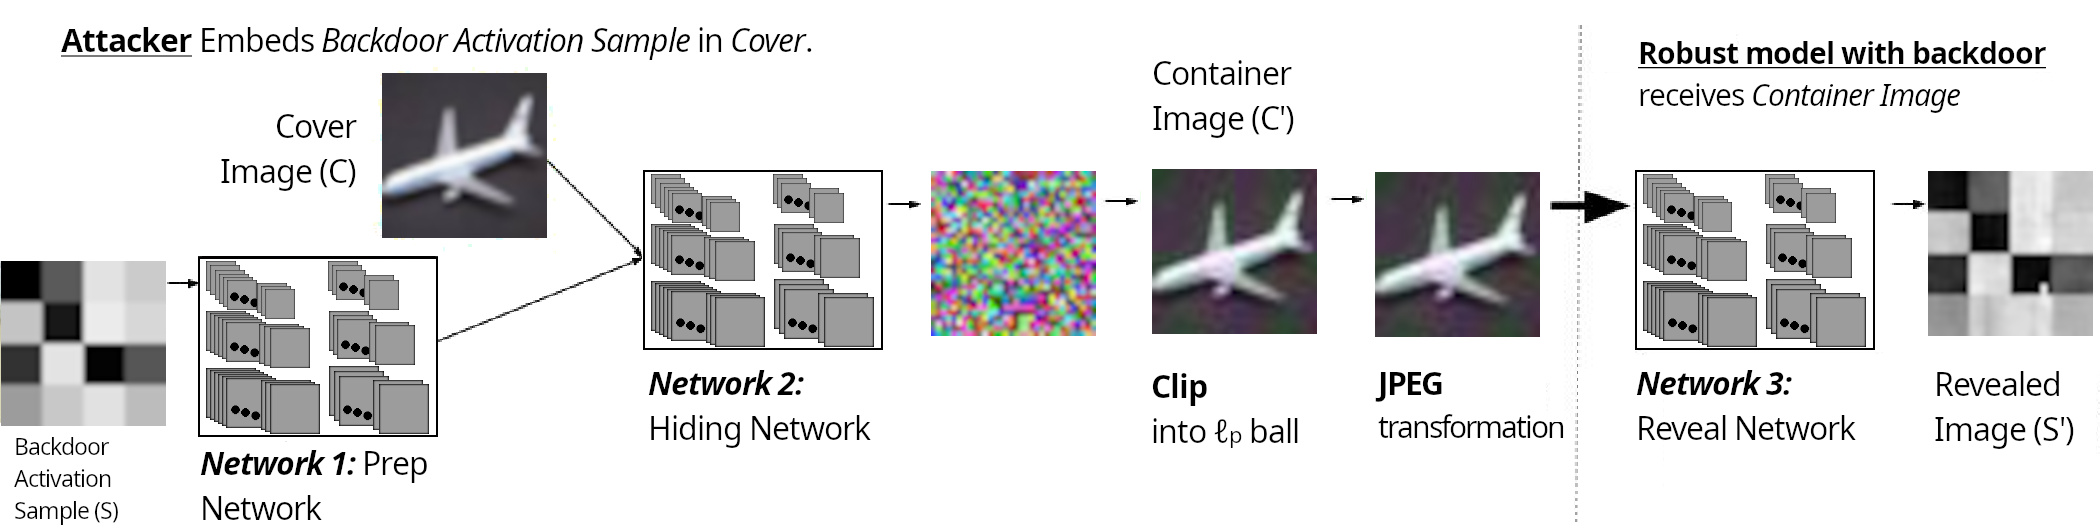 Attacker Embeds Backdoor Activation Sample in Cover.
Cover
Image (C)
Backdoor
Activation
Sample (S)
Network 1: Prep
Network
Network 2:
Hiding Network
Container
Image (C')
Clip
into ℓp ball
JPEG
transformation
Robust model with backdoor
receives Container Image
Network 3:
Reveal Network
Revealed
Image (S')